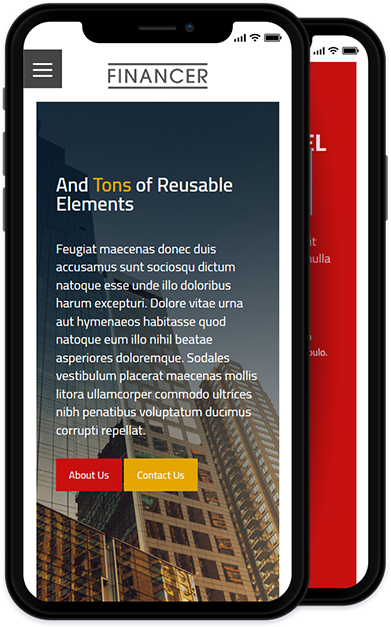 FINANCER
And Tons of Reusable
Elements
Feugiat maecenas donec duis
accusamus sunt sociosqu dictum
natoque esse unde illo doloribus
harum excepturi. Dolore vitae urna
aut hymenaeos habitasse quod
natoque eum illo nihil beatae
asperiores doloremque. Sodales
vestibulum placerat maecenas mollis
litora ullamcorper commodo ultrices
nibh penatibus voluptatum ducimus
corrupti repellat.
About Us
Contact Us
EL
it
nulla
bulo.